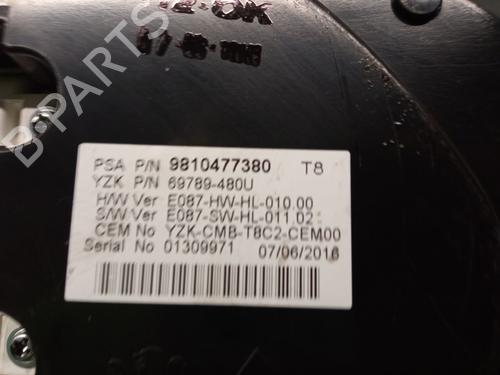 B-PARTS
PSA P/N 9810477380 T8
YZK P/N 69789-480U
H/W Ver E087-HW-HL-010.00
S/W Ver E087-SW-HL-011.02
CEM No YZK-CMB-T8C2-CEM00
Serial No 01309971 07/06/2016